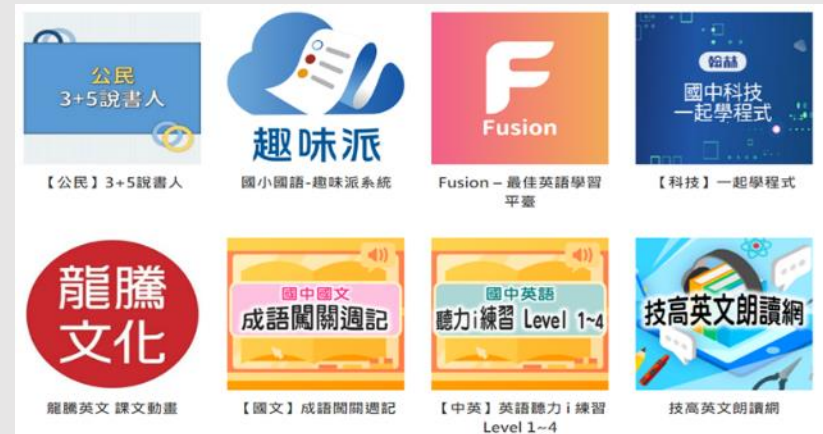 公民
3+5說書人
【公民】3+5說書人
趣味派
國小國語-趣味派系統
F
Fusion
Fusion – 最佳英語學習
平臺
翰林
國中科技
一起學程式
【科技】一起學程式
龍騰
文化
龍騰英文 課文動畫
國中國文
成語闖關週記
【國文】成語闖關週記
國中英語
聽力i練習 Level 1~4
【中英】英語聽力 i 練習
Level 1~4
技高英文朗讀網
技高英文朗讀網